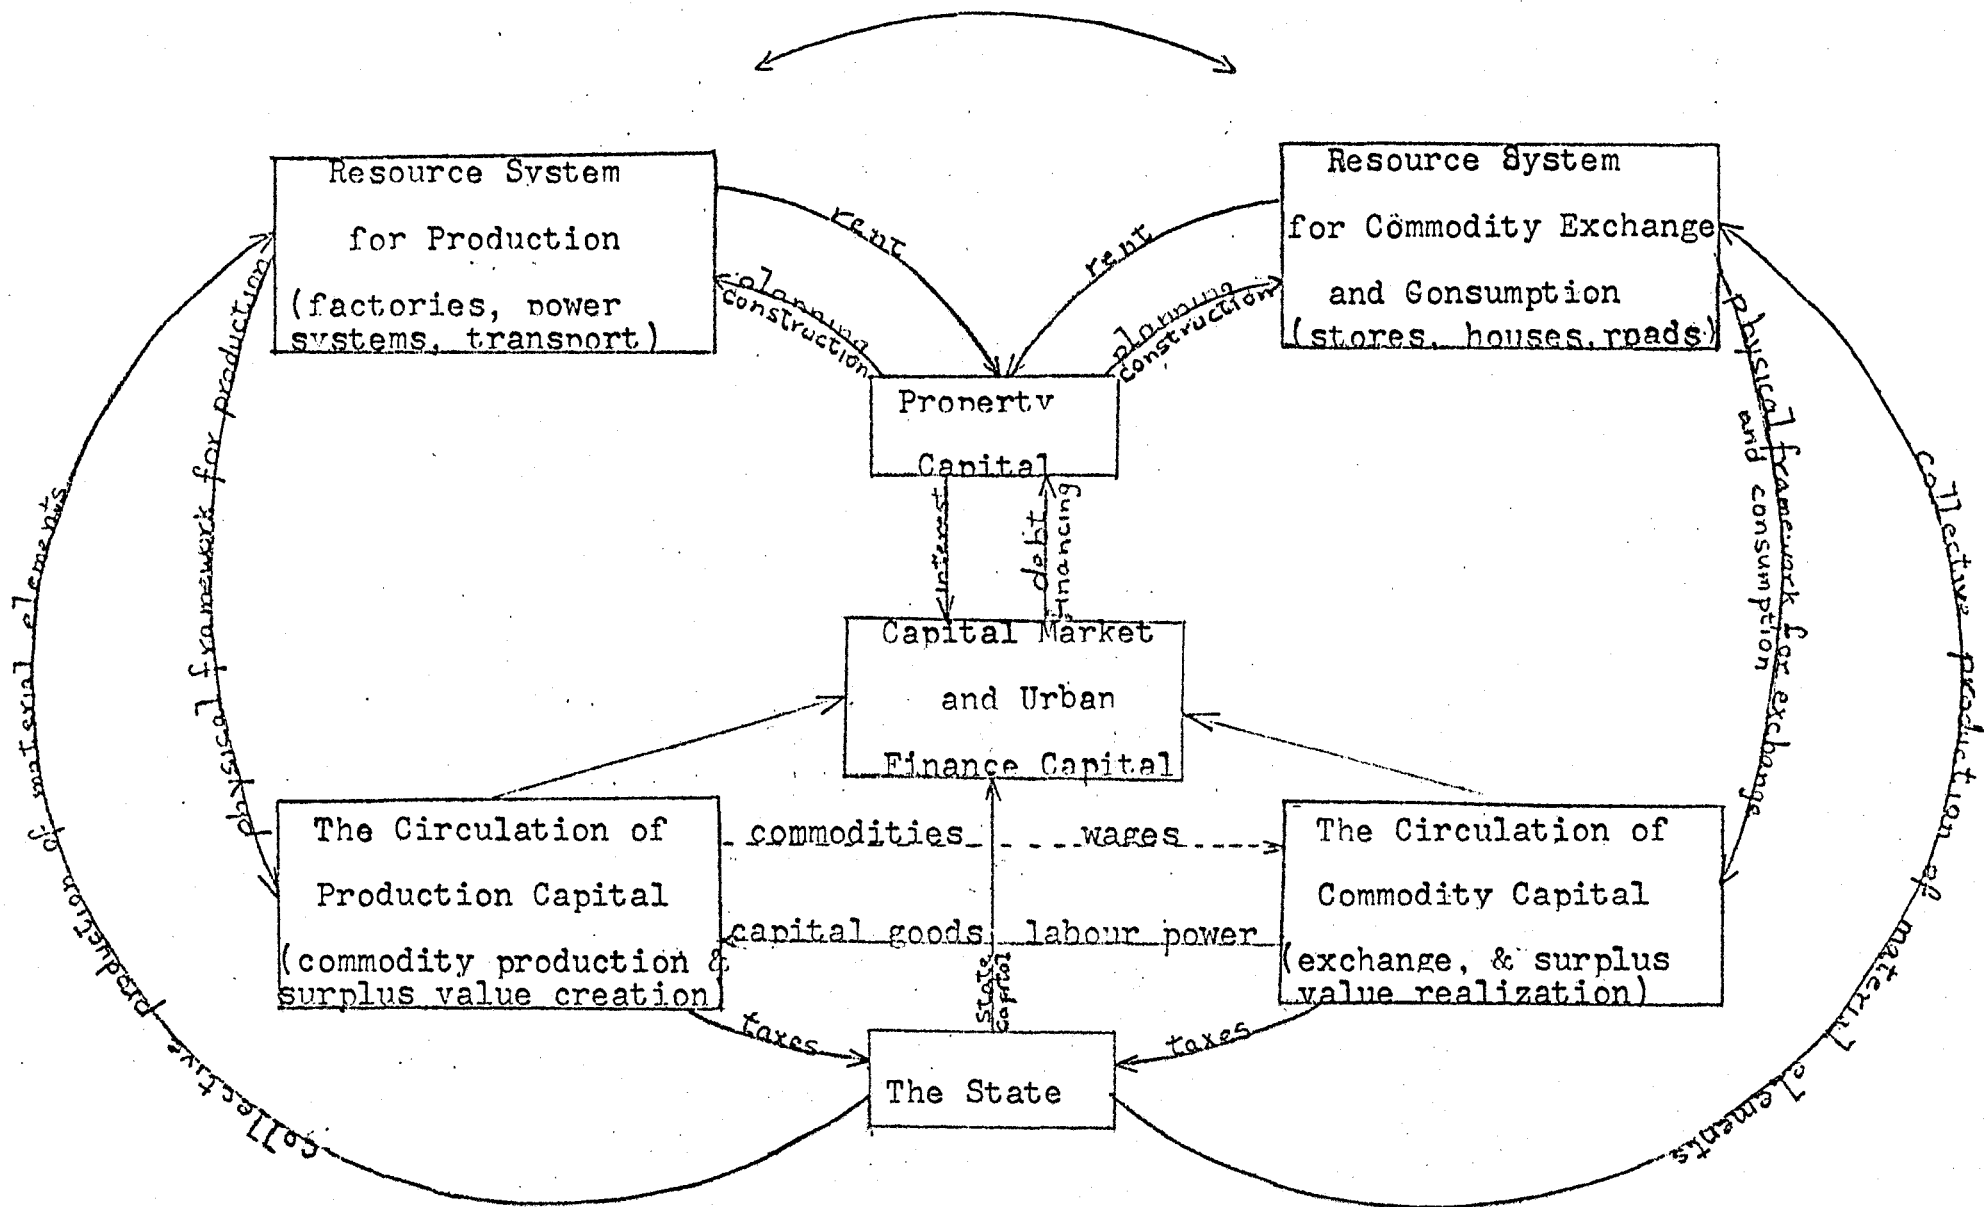 Resource System
for Production
(factories, power
systems, transport)
Resource System
for Commodity Exchange
and Consumption
(stores, houses, roads)
rent
planning
construction
rent
planning
construction
Property
Capital
interest
debt
financing
Capital Market
and Urban
Finance Capital
physical framework for production
physical framework for exchange
and consumption
collective production of material elements
collective production of material elements
The Circulation of
Production Capital
(commodity production &
surplus value creation)
commodities wages
capital goods labour power
The Circulation of
Commodity Capital
(exchange, & surplus
value realization)
State
Capital
taxes
taxes
The State